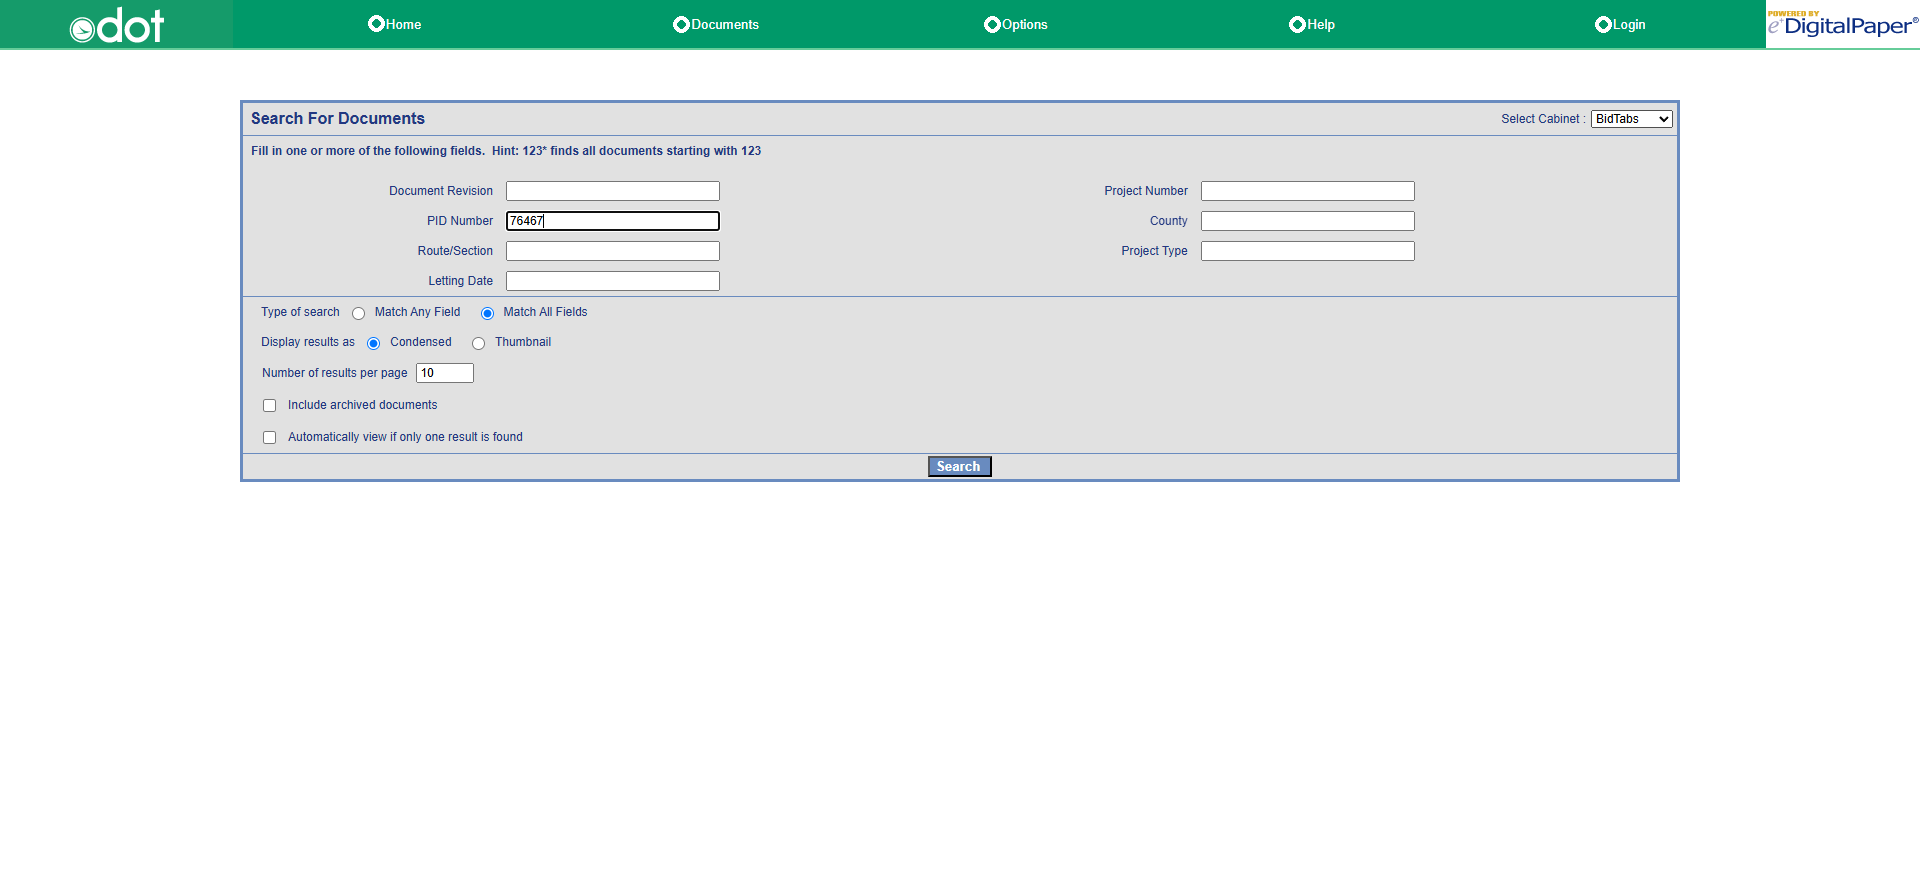 dot
Home
Documents
Options
Help
Login
POWERED BY
e+DigitalPaper®
Search For Documents
Select Cabinet :
BidTabs
Fill in one or more of the following fields.  Hint: 123* finds all documents starting with 123
Document Revision
Project Number
PID Number
76467
County
Route/Section
Project Type
Letting Date
Type of search
Match Any Field
Match All Fields
Display results as
Condensed
Thumbnail
Number of results per page
10
Include archived documents
Automatically view if only one result is found
Search